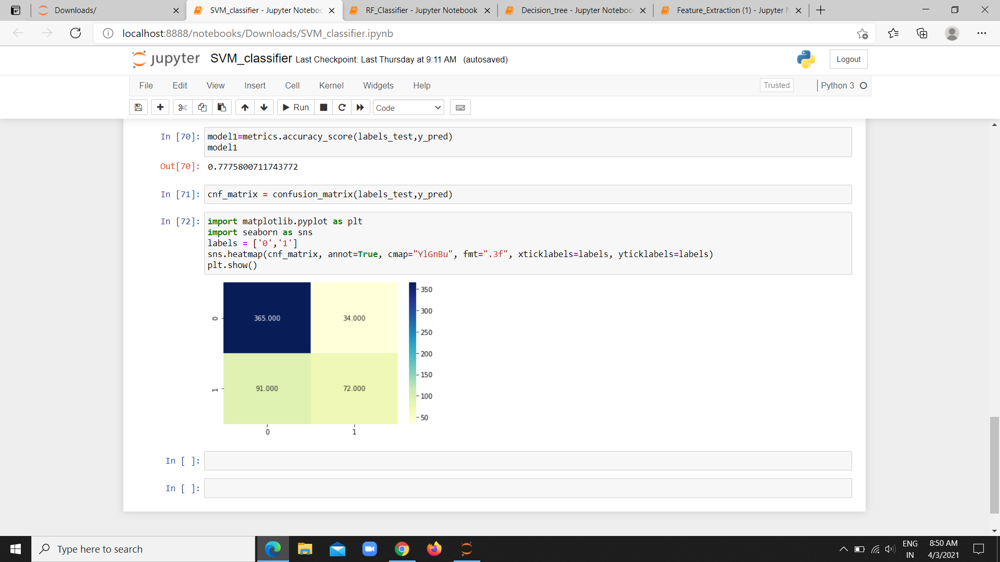 Downloads/
SVM_classifier - Jupyter Noteboo
RF_Classifier - Jupyter Notebook
Decision_tree - Jupyter Noteboo
Feature_Extraction (1) - Jupyter
localhost:8888/notebooks/Downloads/SVM_classifier.ipynb
jupyter SVM_classifier Last Checkpoint: Last Thursday at 9:11 AM (autosaved)
Logout
File Edit View Insert Cell Kernel Widgets Help
Trusted
Python 3
Run
Code
In [70]: model1=metrics.accuracy_score(labels_test,y_pred)
model1
Out[70]: 0.7775800711743772
In [71]: cnf_matrix = confusion_matrix(labels_test,y_pred)
In [72]: import matplotlib.pyplot as plt
import seaborn as sns
labels = ['0','1']
sns.heatmap(cnf_matrix, annot=True, cmap="YlGnBu", fmt=".3f", xticklabels=labels, yticklabels=labels)
plt.show()
0
365.000
34.000
1
91.000
72.000
0
1
350
300
250
200
150
100
50
In [ ]:
In [ ]:
Type here to search
ENG
IN
8:50 AM
4/3/2021